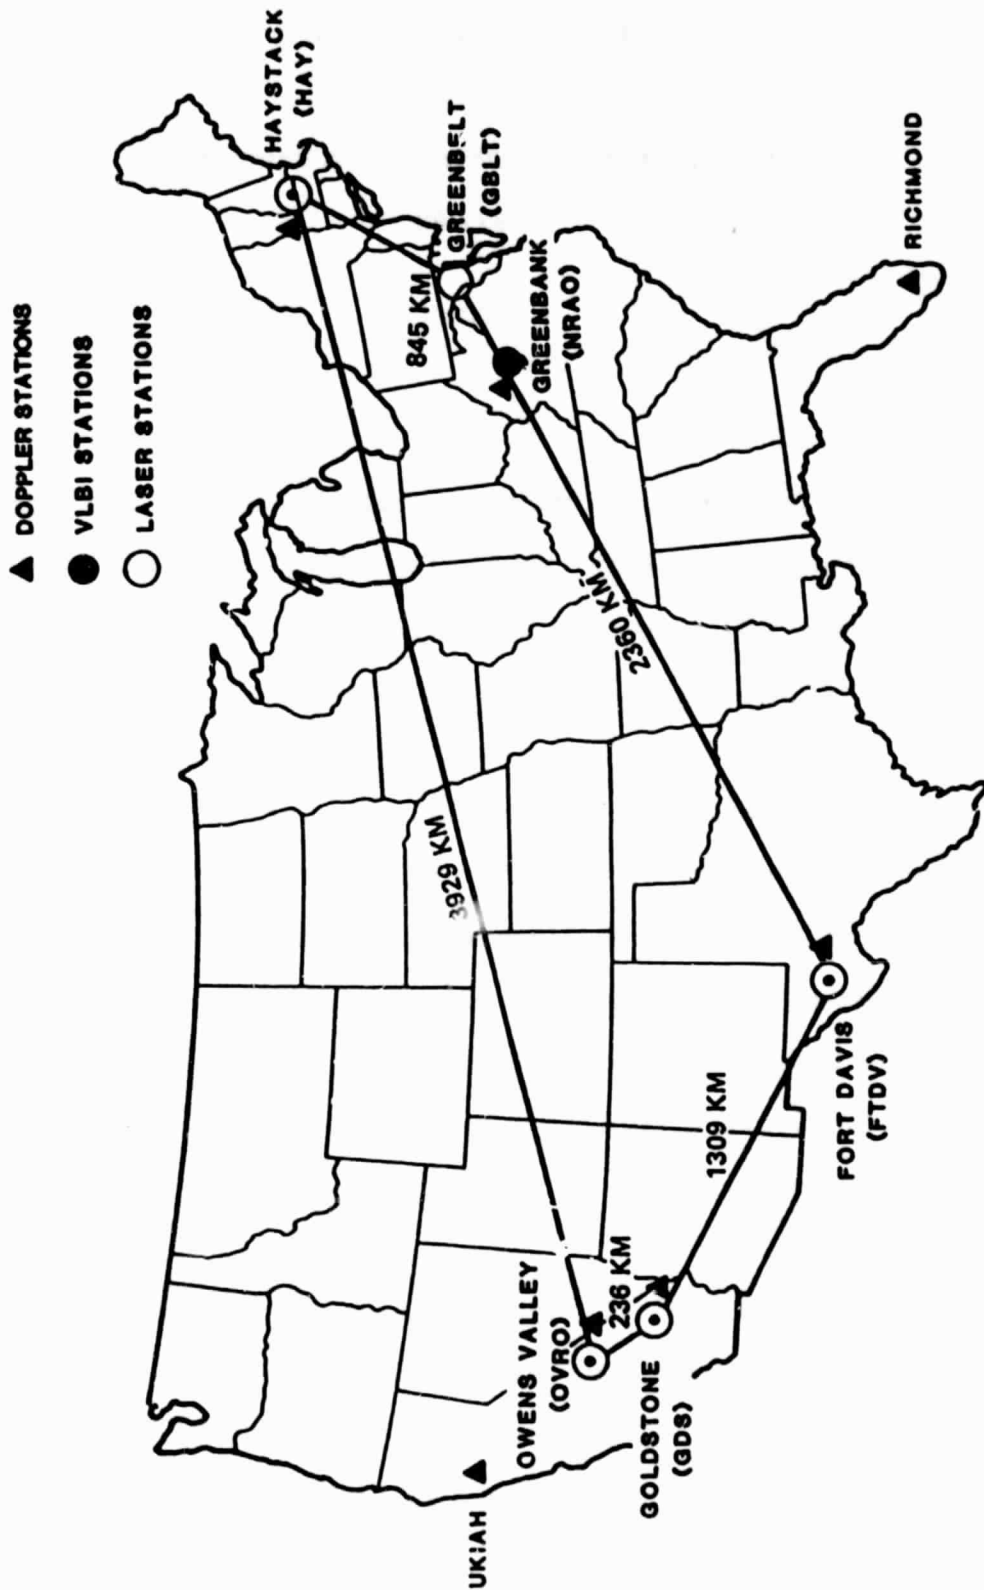 DOPPLER STATIONS
VLBI STATIONS
LASER STATIONS
HAYSTACK
(HAY)
GREENBELT
(GBLT)
845 KM
GREENBANK
(NRAO)
RICHMOND
2360 KM
3929 KM
1309 KM
236 KM
FORT DAVIS
(FTDV)
OWENS VALLEY
(OVRO)
GOLDSTONE
(GDS)
UKIAH